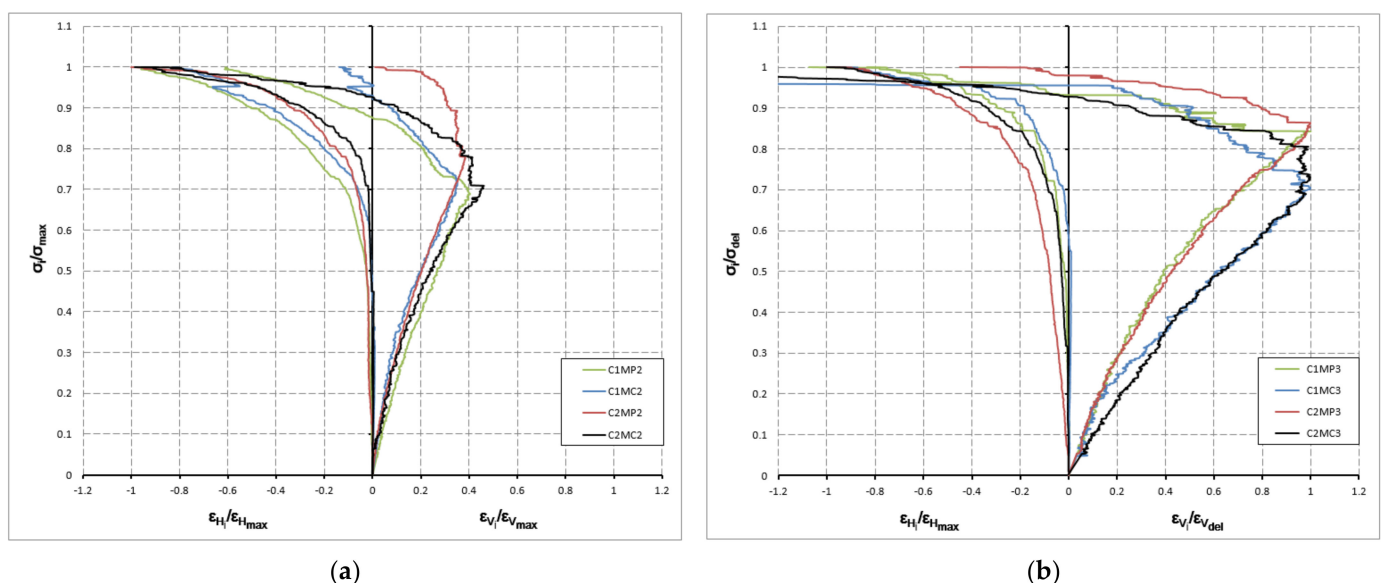 1.1
1
0.9
0.8
0.7
0.6
0.5
0.4
0.3
0.2
0.1
0
σi/σmax
-1.2 -1 -0.8 -0.6 -0.4 -0.2 0 0.2 0.4 0.6 0.8 1 1.2
εHi/εHmax εVi/εVmax
C1MP2
C1MC2
C2MP2
C2MC2
(a)
1.1
1
0.9
0.8
0.7
0.6
0.5
0.4
0.3
0.2
0.1
0
σi/σdel
-1.2 -1 -0.8 -0.6 -0.4 -0.2 0 0.2 0.4 0.6 0.8 1 1.2
εHi/εHmax εVi/εVdel
C1MP3
C1MC3
C2MP3
C2MC3
(b)